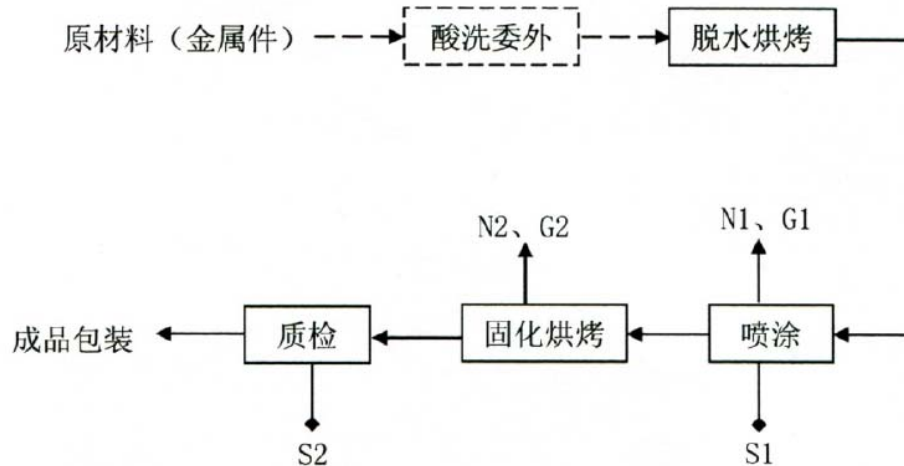 原材料（金属件）
酸洗委外
脱水烘烤
N2、G2
N1、G1
成品包装
质检
固化烘烤
喷涂
S2
S1